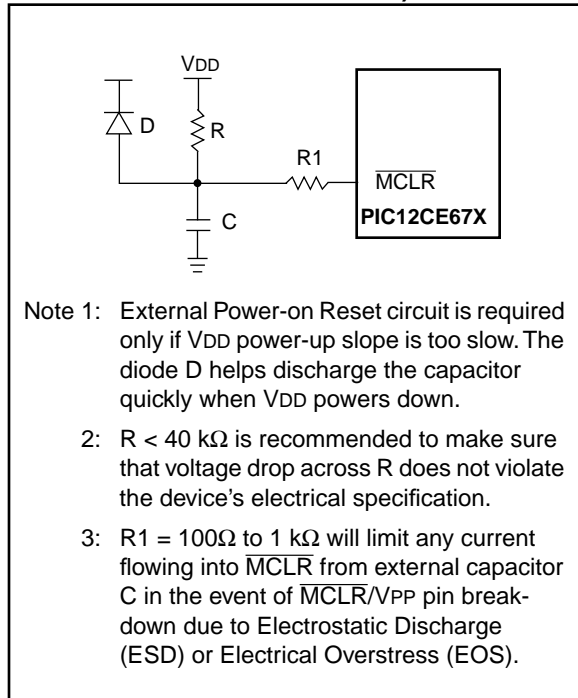 VDD
D
R
R1
MCLR
PIC12CE67X
C
Note 1: External Power-on Reset circuit is required
only if VDD power-up slope is too slow. The
diode D helps discharge the capacitor
quickly when VDD powers down.
2: R < 40 kΩ is recommended to make sure
that voltage drop across R does not violate
the device's electrical specification.
3: R1 = 100Ω to 1 kΩ will limit any current
flowing into MCLR from external capacitor
C in the event of MCLR/VPP pin break-
down due to Electrostatic Discharge
(ESD) or Electrical Overstress (EOS).